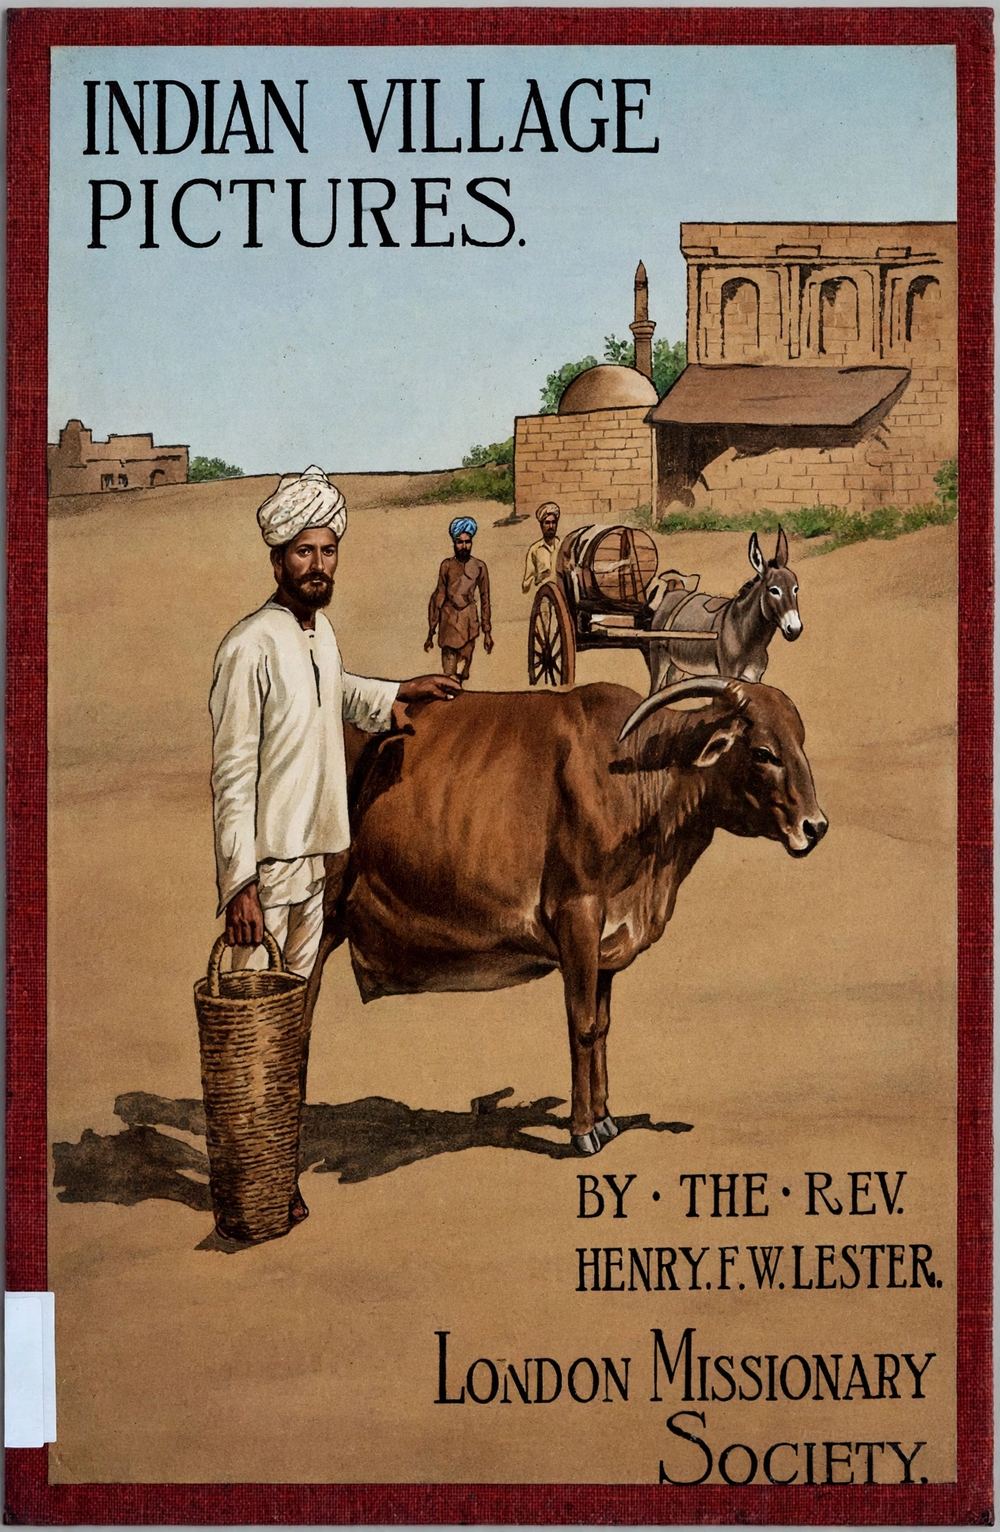 INDIAN VILLAGE
PICTURES.
BY · THE · REV.
HENRY. F. W. LESTER.
LONDON MISSIONARY
SOCIETY.